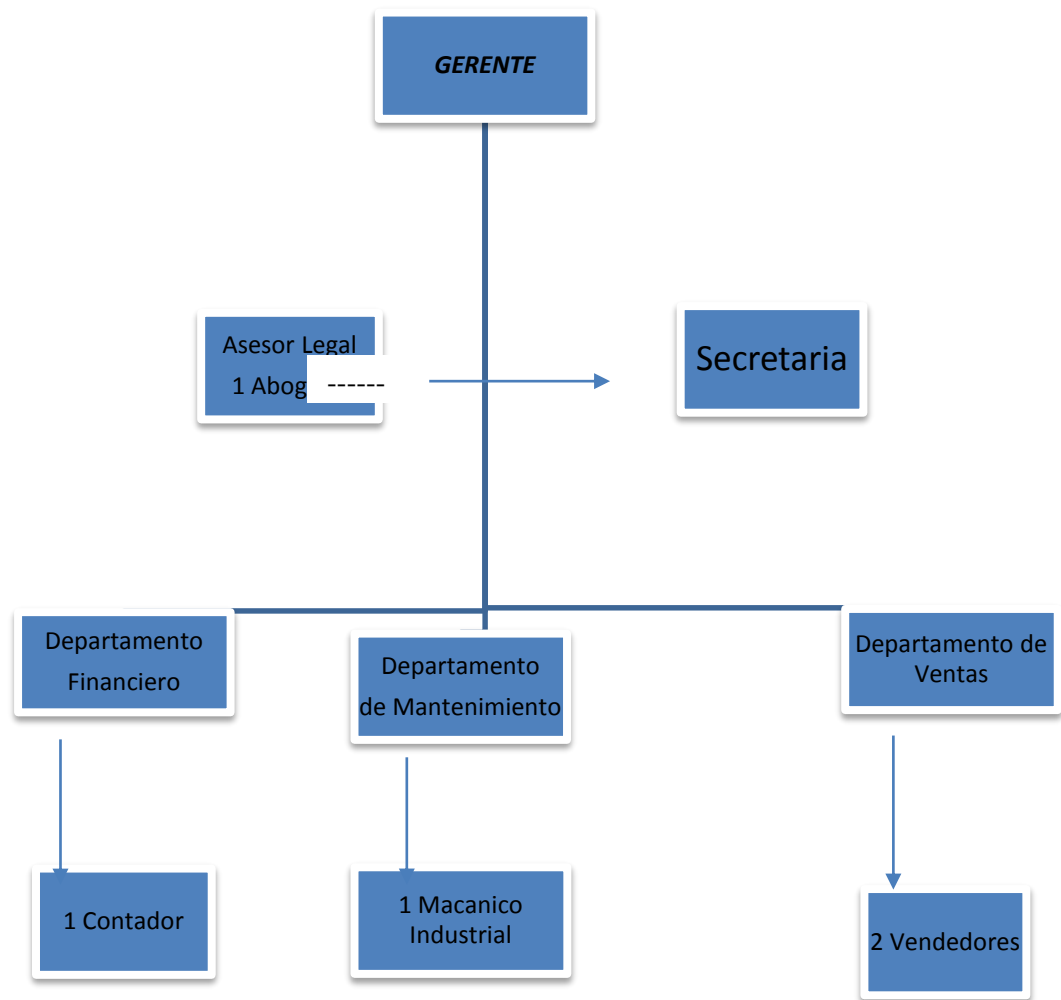 GERENTE
Asesor Legal
1 Abog
------
Secretaria
Departamento
Financiero
Departamento
de Mantenimiento
Departamento de
Ventas
1 Contador
1 Macanico
Industrial
2 Vendedores